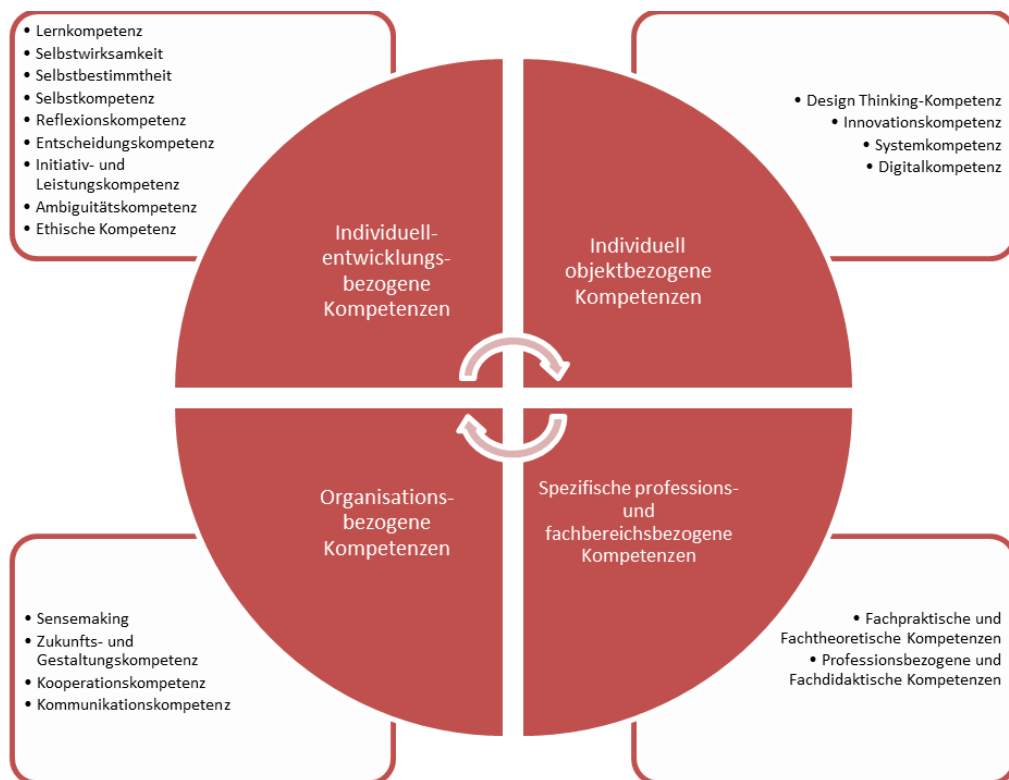 • Lernkompetenz
• Selbstwirksamkeit
• Selbstbestimmtheit
• Selbstkompetenz
• Reflexionskompetenz
• Entscheidungskompetenz
• Initiativ- und
Leistungskompetenz
• Ambiguitätskompetenz
• Ethische Kompetenz
• Design Thinking-Kompetenz
• Innovationskompetenz
• Systemkompetenz
• Digitalkompetenz
Individuell-
entwicklungs-
bezogene
Kompetenzen
Individuell
objektbezogene
Kompetenzen
Organisations-
bezogene
Kompetenzen
Spezifische professions-
und
fachbereichsbezogene
Kompetenzen
• Sensemaking
• Zukunfts- und
Gestaltungskompetenz
• Kooperationskompetenz
• Kommunikationskompetenz
• Fachpraktische und
Fachtheoretische Kompetenzen
• Professionsbezogene und
Fachdidaktische Kompetenzen